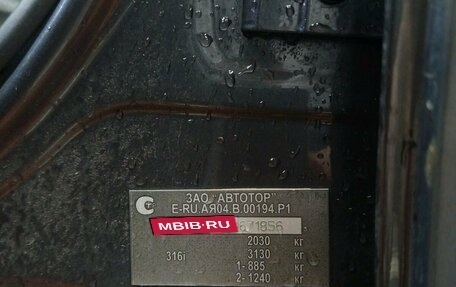 ЗАО "АВТОТОР"
E-RU.АЯ04.В.00194.Р1
MBIB.RU 671856
2030 кг
316i 3130 кг
1- 885 кг
2- 1240 кг